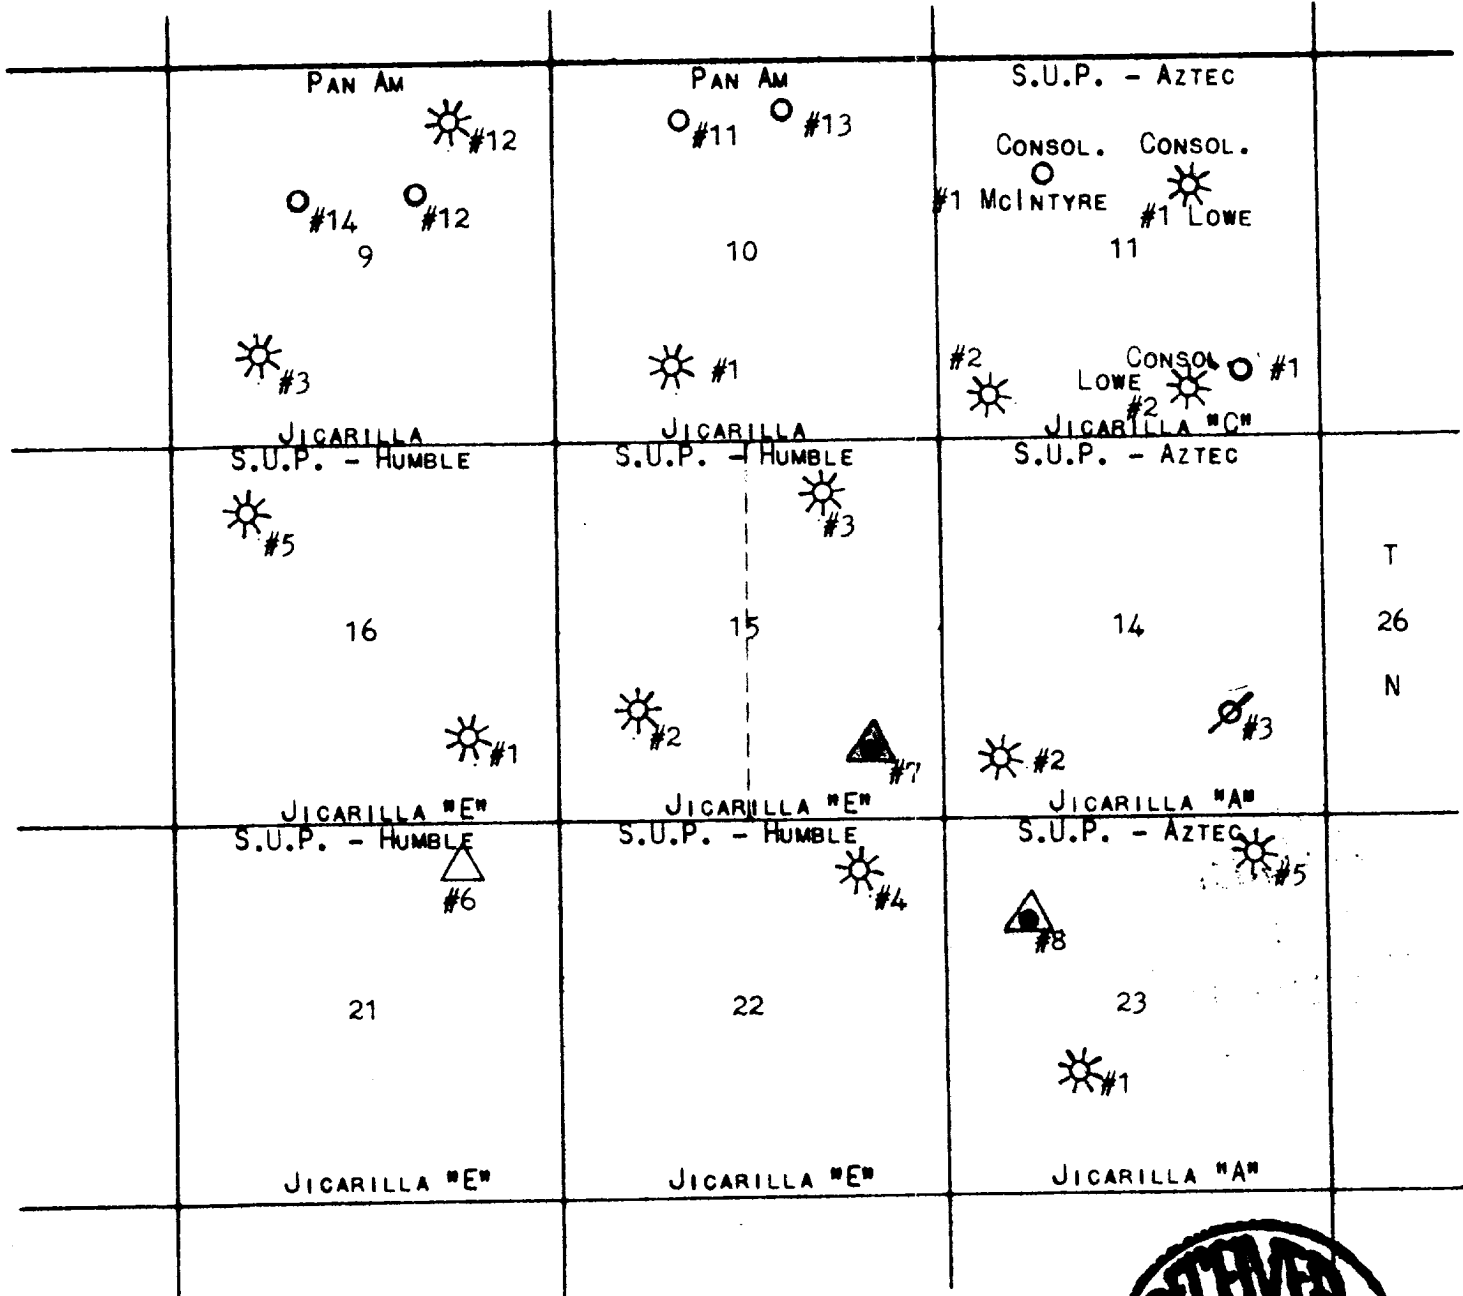 PAN AM
#12
#14
#12
9
#3
JICARILLA
PAN AM
#11
#13
10
#1
JICARILLA
S.U.P. - AZTEC
CONSOL.
CONSOL.
#1 MCINTYRE
#1 LOWE
11
#2
CONSOL.
#1
LOWE
#2
JICARILLA "C"
S.U.P. - HUMBLE
#5
16
#1
JICARILLA "E"
S.U.P. - HUMBLE
#3
15
#2
#7
JICARILLA "E"
S.U.P. - AZTEC
14
#3
#2
JICARILLA "A"
T
26
N
S.U.P. - HUMBLE
#6
21
JICARILLA "E"
S.U.P. - HUMBLE
#4
22
JICARILLA "E"
S.U.P. - AZTEC
#5
#8
23
#1
JICARILLA "A"